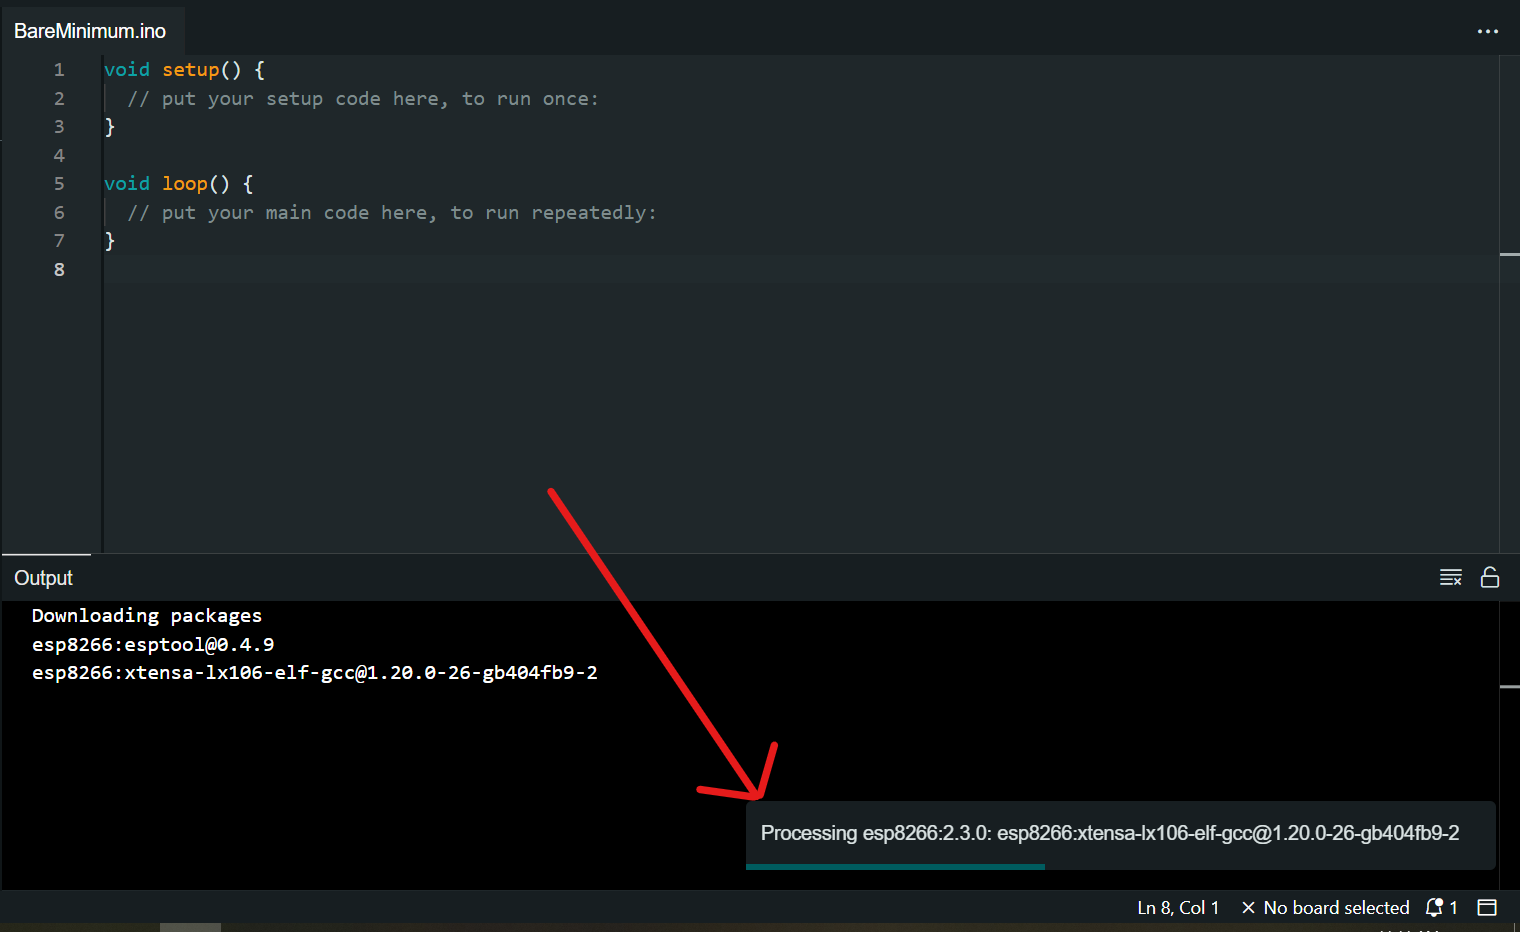 BareMinimum.ino
1 void setup() {
2 // put your setup code here, to run once:
3 }
4
5 void loop() {
6 // put your main code here, to run repeatedly:
7 }
8
Output
Downloading packages
esp8266:esptool@0.4.9
esp8266:xtensa-lx106-elf-gcc@1.20.0-26-gb404fb9-2
Processing esp8266:2.3.0: esp8266:xtensa-lx106-elf-gcc@1.20.0-26-gb404fb9-2
Ln 8, Col 1 × No board selected 1